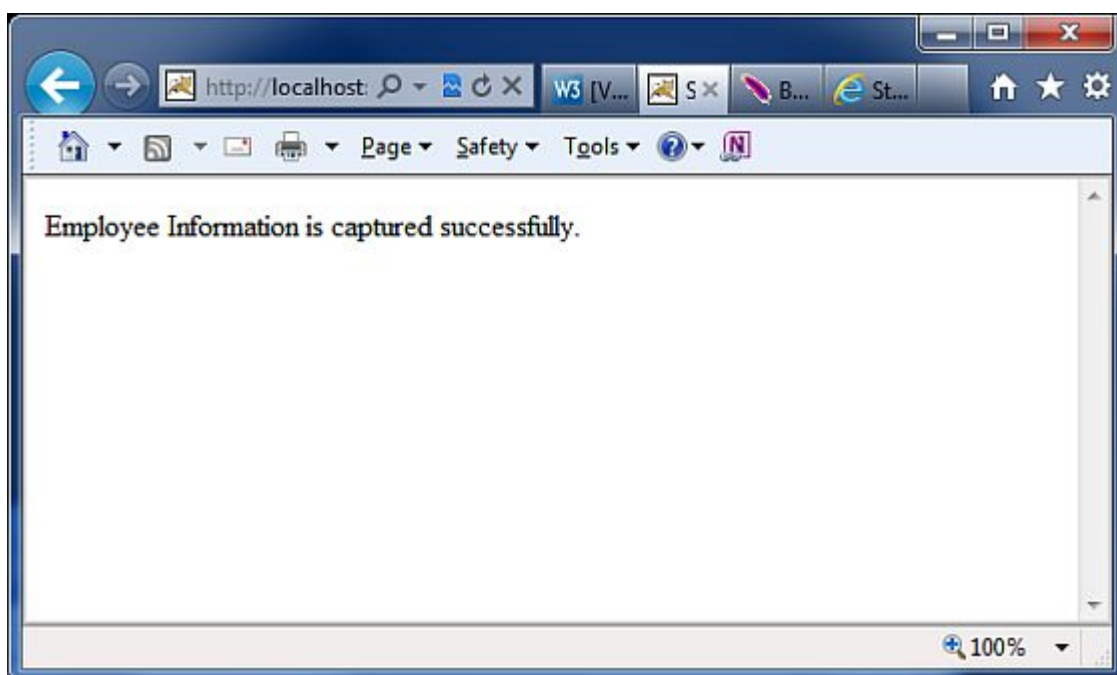 http://localhost:
W3 [V...
S
B...
St...
Page
Safety
Tools
N
Employee Information is captured successfully.
100%